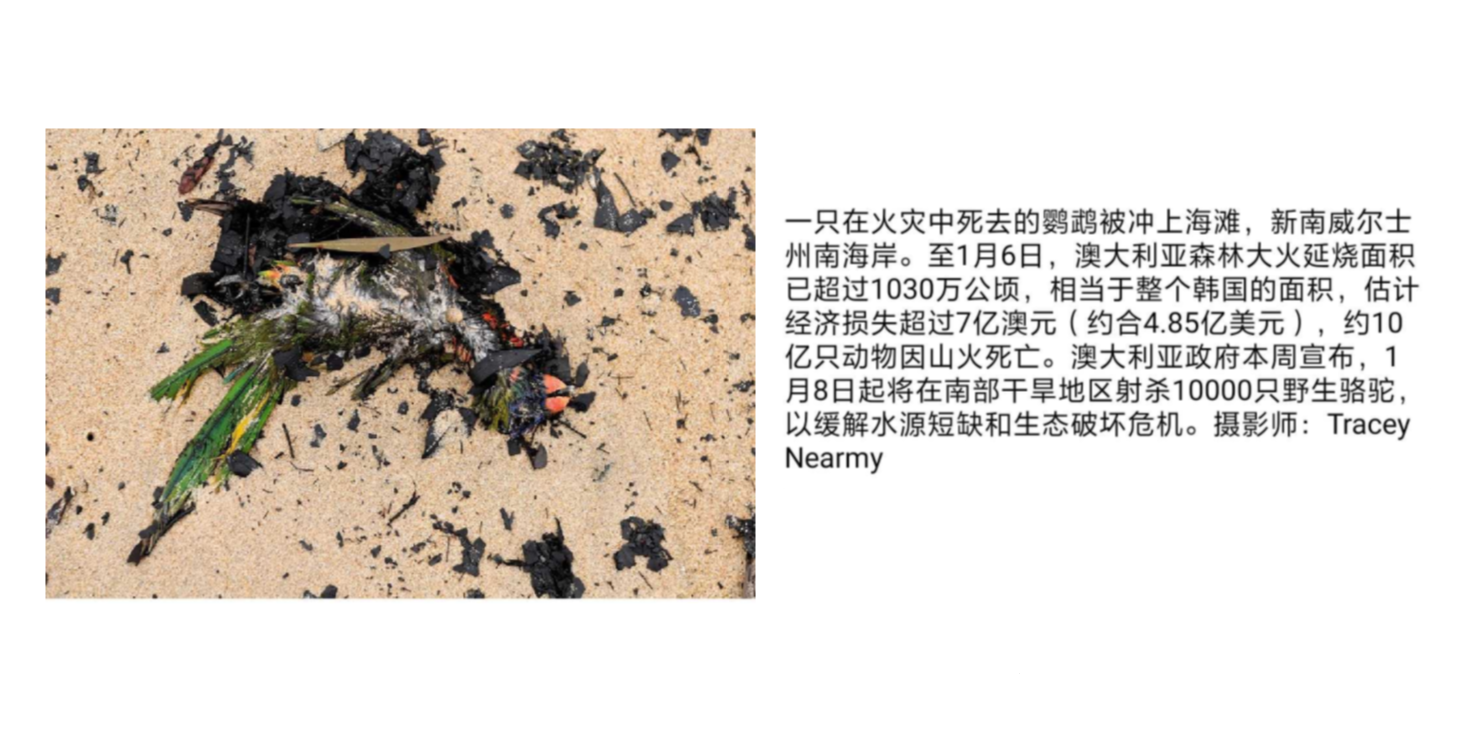 一只在火灾中死去的鹦鹉被冲上海滩，新南威尔士
州南海岸。至1月6日，澳大利亚森林大火延烧面积
已超过1030万公顷，相当于整个韩国的面积，估计
经济损失超过7亿澳元（约合4.85亿美元），约10
亿只动物因山火死亡。澳大利亚政府本周宣布，1
月8日起将在南部干旱地区射杀10000只野生骆驼，
以缓解水源短缺和生态破坏危机。摄影师：Tracey
Nearmy